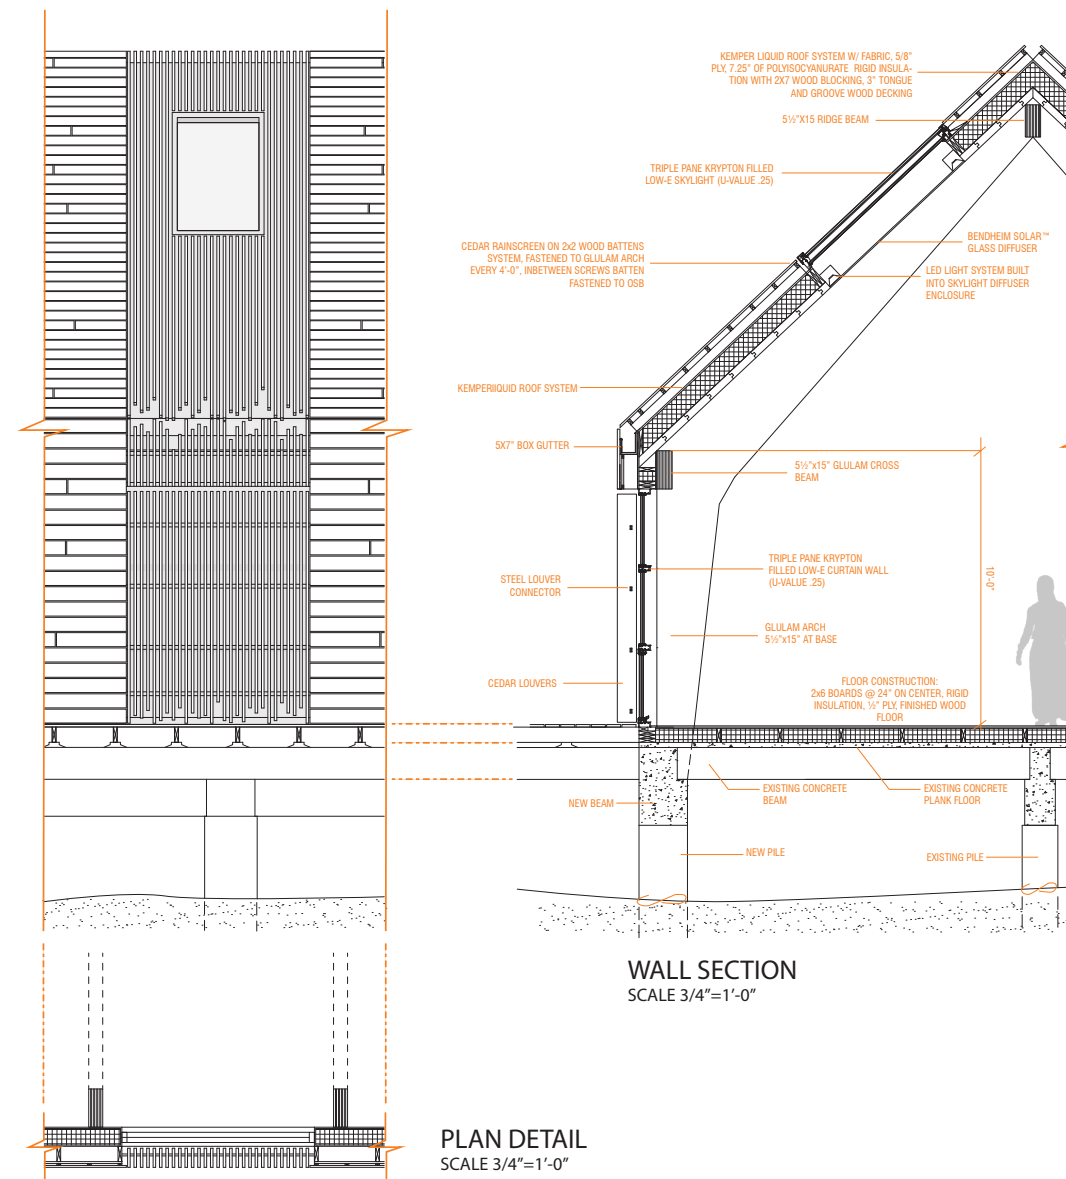 KEMPER LIQUID ROOF SYSTEM W/ FABRIC, 5/8"
PLY, 7.25" OF POLYISOCYANURATE RIGID INSULA-
TION WITH 2X7 WOOD BLOCKING, 3" TONGUE
AND GROOVE WOOD DECKING
5½"X15 RIDGE BEAM
TRIPLE PANE KRYPTON FILLED
LOW-E SKYLIGHT (U-VALUE .25)
CEDAR RAINSCREEN ON 2x2 WOOD BATTENS
SYSTEM, FASTENED TO GLULAM ARCH
EVERY 4'-0", INBETWEEN SCREWS BATTEN
FASTENED TO OSB
BENDHEIM SOLAR™
GLASS DIFFUSER
LED LIGHT SYSTEM BUILT
INTO SKYLIGHT DIFFUSER
ENCLOSURE
KEMPERIIQUID ROOF SYSTEM
5X7" BOX GUTTER
5½"x15" GLULAM CROSS
BEAM
TRIPLE PANE KRYPTON
FILLED LOW-E CURTAIN WALL
(U-VALUE .25)
10'-0"
STEEL LOUVER
CONNECTOR
GLULAM ARCH
5½"x15" AT BASE
CEDAR LOUVERS
FLOOR CONSTRUCTION:
2x6 BOARDS @ 24" ON CENTER, RIGID
INSULATION, ½" PLY, FINISHED WOOD
FLOOR
EXISTING CONCRETE
BEAM
EXISTING CONCRETE
PLANK FLOOR
NEW BEAM
NEW PILE
EXISTING PILE
WALL SECTION
SCALE 3/4"=1'-0"
PLAN DETAIL
SCALE 3/4"=1'-0"